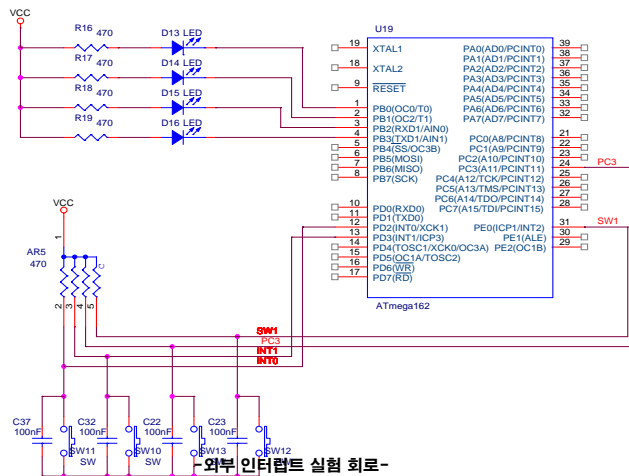 VCC
R16
470
D13 LED
R17
470
D14 LED
R18
470
D15 LED
R19
470
D16 LED
U19
19 XTAL1
18 XTAL2
9 RESET
1 PB0(OC0/T0)
2 PB1(OC2/T1)
3 PB2(RXD1/AIN0)
4 PB3(TXD1/AIN1)
5 PB4(SS/OC3B)
6 PB5(MOSI)
7 PB6(MISO)
8 PB7(SCK)
10 PD0(RXD0)
11 PD1(TXD0)
12 PD2(INT0/XCK1)
13 PD3(INT1/ICP3)
14 PD4(TOSC1/XCK0/OC3A)
15 PD5(OC1A/TOSC2)
16 PD6(WR)
17 PD7(RD)
PA0(AD0/PCINT0) 39
PA1(AD1/PCINT1) 38
PA2(AD2/PCINT2) 37
PA3(AD3/PCINT3) 36
PA4(AD4/PCINT4) 35
PA5(AD5/PCINT5) 34
PA6(AD6/PCINT6) 33
PA7(AD7/PCINT7) 32
PC0(A8/PCINT8) 21
PC1(A9/PCINT9) 22
PC2(A10/PCINT10) 23
PC3(A11/PCINT11) 24 PC3
PC4(A12/TCK/PCINT12) 25
PC5(A13/TMS/PCINT13) 26
PC6(A14/TDO/PCINT14) 27
PC7(A15/TDI/PCINT15) 28
PE0(ICP1/INT2) 31 SW1
PE1(ALE) 30
PE2(OC1B) 29
ATmega162
VCC
1
AR5
470
C
2 3 4 5
SW1
PC3
INT1
INT0
C37
100nF
SW11
SW
C32
100nF
SW10
SW
C22
100nF
SW13
SW
C23
100nF
SW12
SW
-외부 인터럽트 실험 회로-